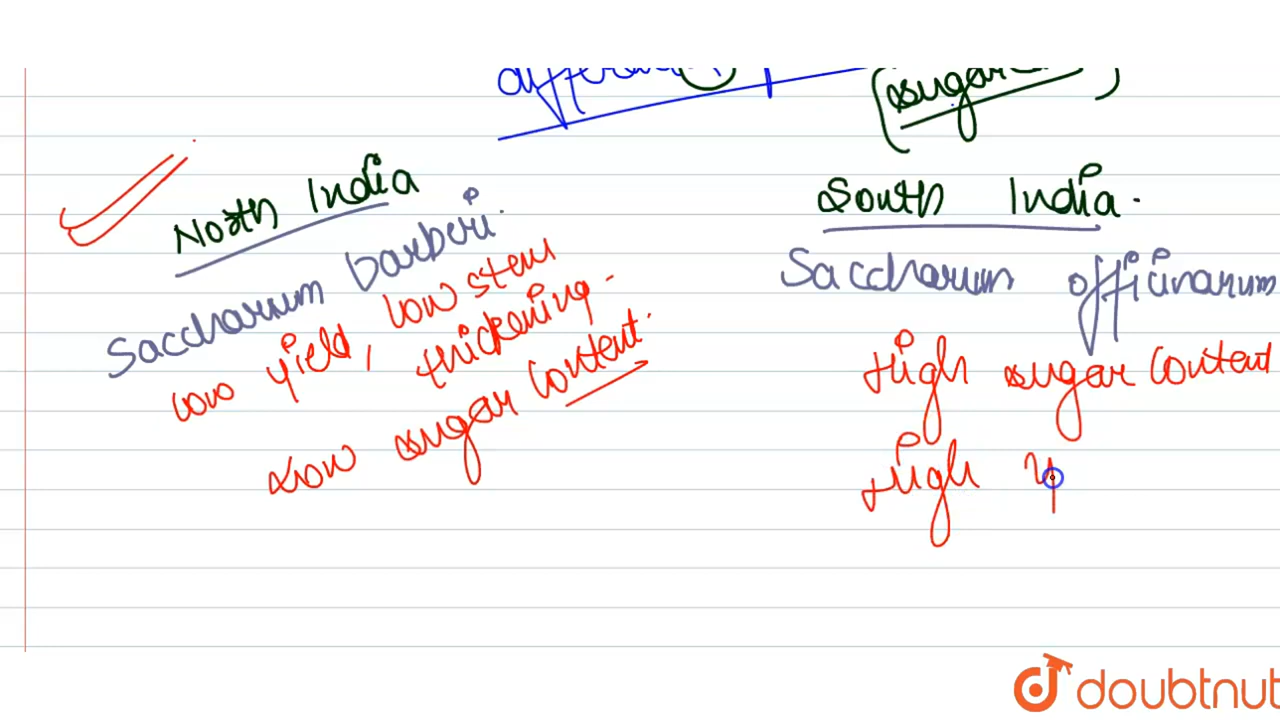 (sugar
North India
Saccharum barberi.
low yield, low stem
thickening.
Low sugar content.
South India.
Saccharum officinarum
High sugar content
High y
doubtnut